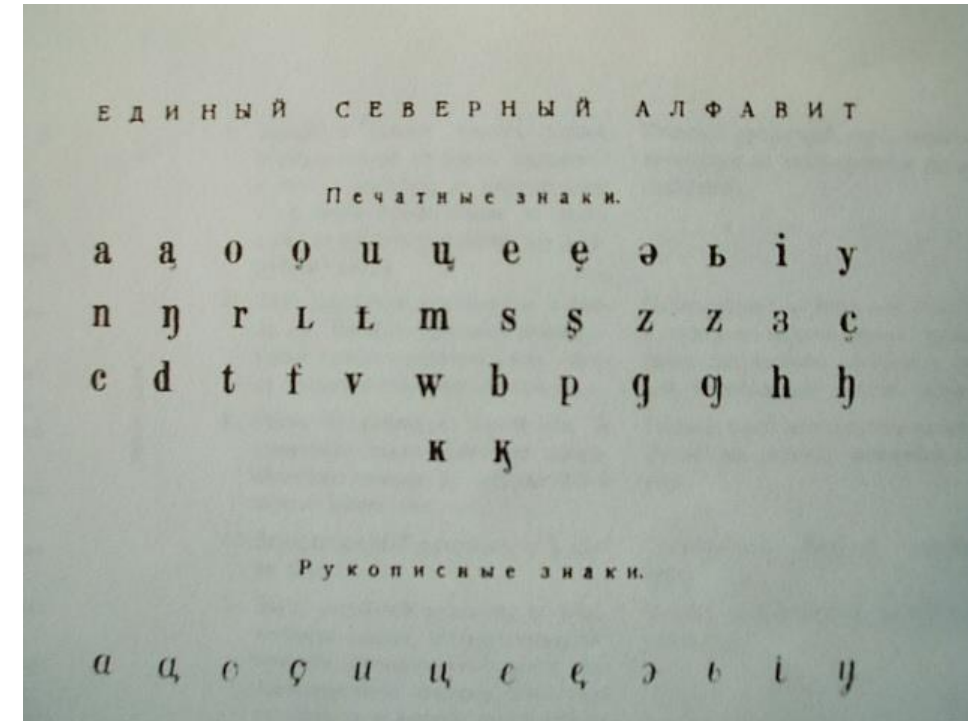 ЕДИНЫЙ СЕВЕРНЫЙ АЛФАВИТ
Печатные знаки.
a a̧ o o̧ u u̧ e ȩ ə ь i y
n ŋ r ʟ ᴌ m s ş z z ɜ ç
c d t f v w b p g g h ꜧ
ĸ ķ
Рукописные знаки.
a a̧ o o̧ u u̧ e ȩ ə ь i y